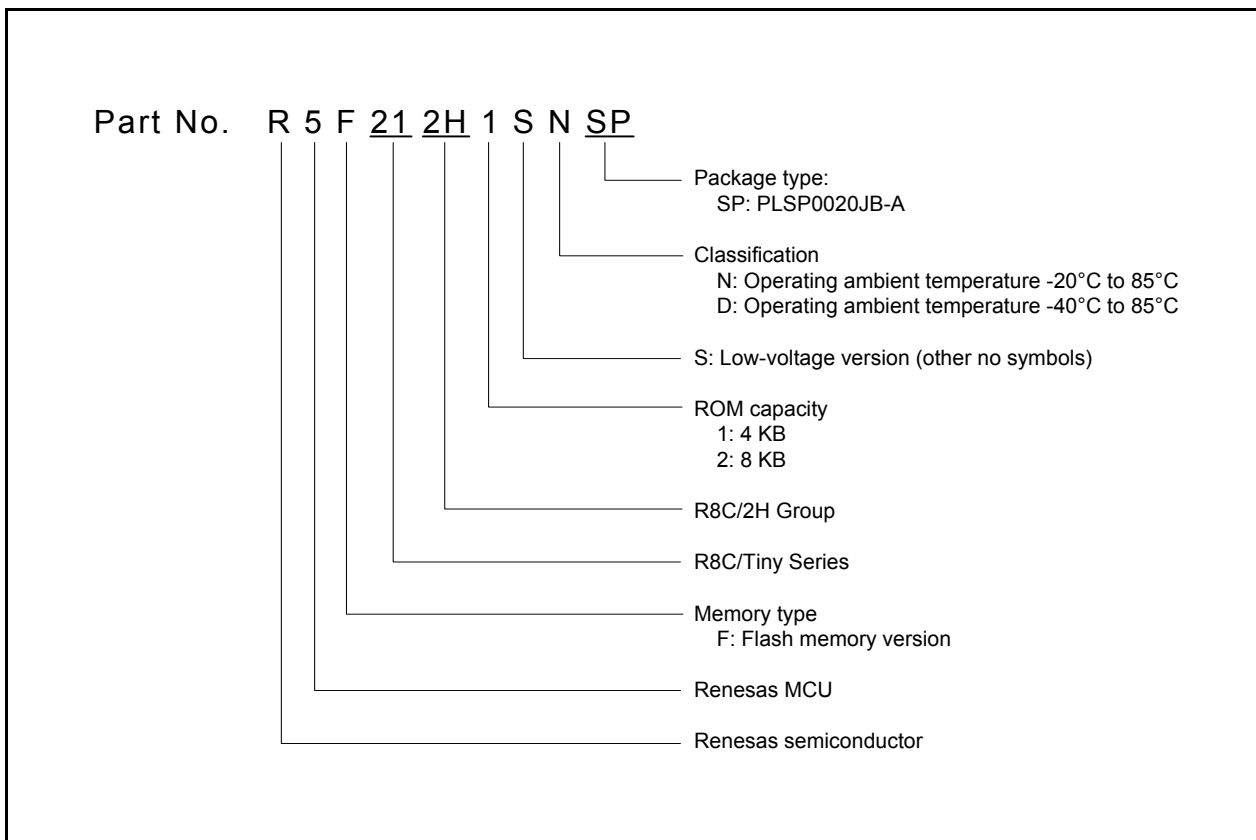 Part No. R 5 F 21 2H 1 S N SP
Package type:
SP: PLSP0020JB-A
Classification
N: Operating ambient temperature -20°C to 85°C
D: Operating ambient temperature -40°C to 85°C
S: Low-voltage version (other no symbols)
ROM capacity
1: 4 KB
2: 8 KB
R8C/2H Group
R8C/Tiny Series
Memory type
F: Flash memory version
Renesas MCU
Renesas semiconductor